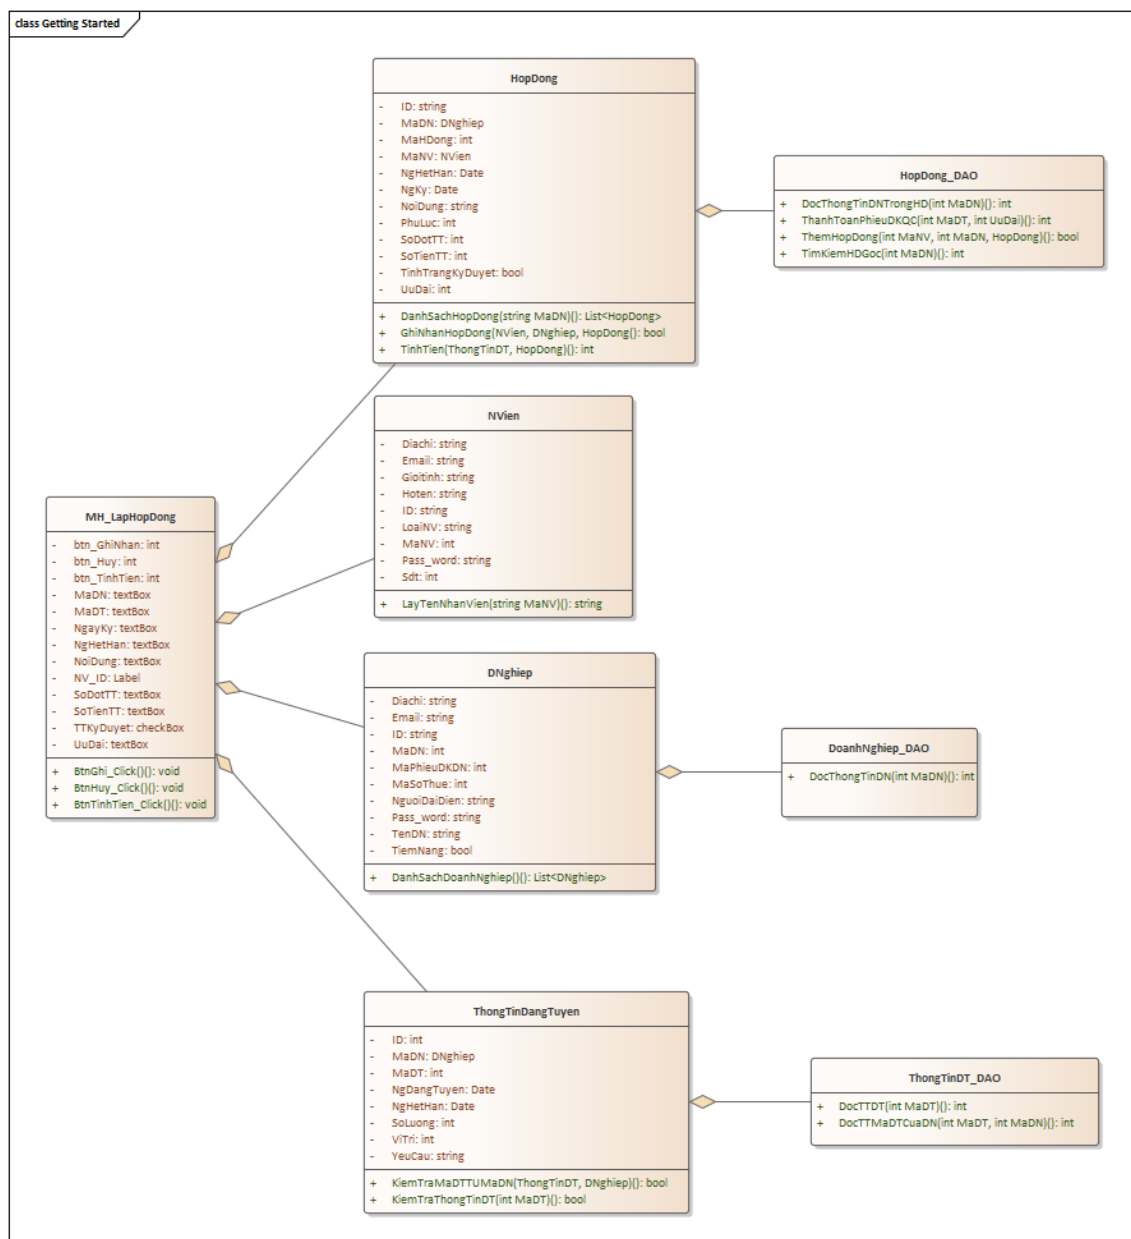 class Getting Started
HopDong
- ID: string
- MaDN: DNghiep
- MaHDong: int
- MaNV: NVien
- NgHetHan: Date
- NgKy: Date
- NoiDung: string
- PhuLuc: int
- SoDotTT: int
- SoTienTT: int
- TinhTrangKyDuyet: bool
- UuDai: int
+ DanhSachHopDong(string MaDN)(): List<HopDong>
+ GhiNhanHopDong(NVien, DNghiep, HopDong(): bool
+ TinhTien(ThongTinDT, HopDong)(): int
HopDong_DAO
+ DocThongTinDNTrongHD(int MaDN)(): int
+ ThanhToanPhieuDKQC(int MaDT, int UuDai)(): int
+ ThemHopDong(int MaNV, int MaDN, HopDong)(): bool
+ TimKiemHDGoc(int MaDN)(): int
NVien
- Diachi: string
- Email: string
- Gioitinh: string
- Hoten: string
- ID: string
- LoaiNV: string
- MaNV: int
- Pass_word: string
- Sdt: int
+ LayTenNhanVien(string MaNV)(): string
MH_LapHopDong
- btn_GhiNhan: int
- btn_Huy: int
- btn_TinhTien: int
- MaDN: textBox
- MaDT: textBox
- NgayKy: textBox
- NgHetHan: textBox
- NoiDung: textBox
- NV_ID: Label
- SoDotTT: textBox
- SoTienTT: textBox
- TTKyDuyet: checkBox
- UuDai: textBox
+ BtnGhi_Click()(): void
+ BtnHuy_Click()(): void
+ BtnTinhTien_Click()(): void
DNghiep
- Diachi: string
- Email: string
- ID: string
- MaDN: int
- MaPhieuDKDN: int
- MaSoThue: int
- NguoiDaiDien: string
- Pass_word: string
- TenDN: string
- TiemNang: bool
+ DanhSachDoanhNghiep()(): List<DNghiep>
DoanhNghiep_DAO
+ DocThongTinDN(int MaDN)(): int
ThongTinDangTuyen
- ID: int
- MaDN: DNghiep
- MaDT: int
- NgDangTuyen: Date
- NgHetHan: Date
- SoLuong: int
- ViTri: int
- YeuCau: string
+ KiemTraMaDTTUMaDN(ThongTinDT, DNghiep)(): bool
+ KiemTraThongTinDT(int MaDT)(): bool
ThongTinDT_DAO
+ DocTTDT(int MaDT)(): int
+ DocTTMaDTCuaDN(int MaDT, int MaDN)(): int